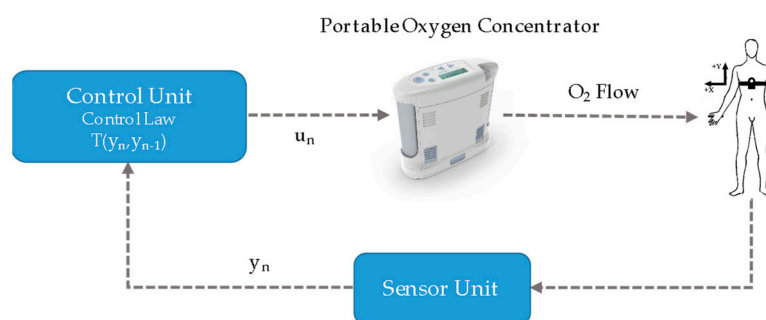 Portable Oxygen Concentrator
Control Unit
Control Law
T(yₙ,yₙ₋₁)
uₙ
O₂ Flow
+Y
+X
yₙ
Sensor Unit